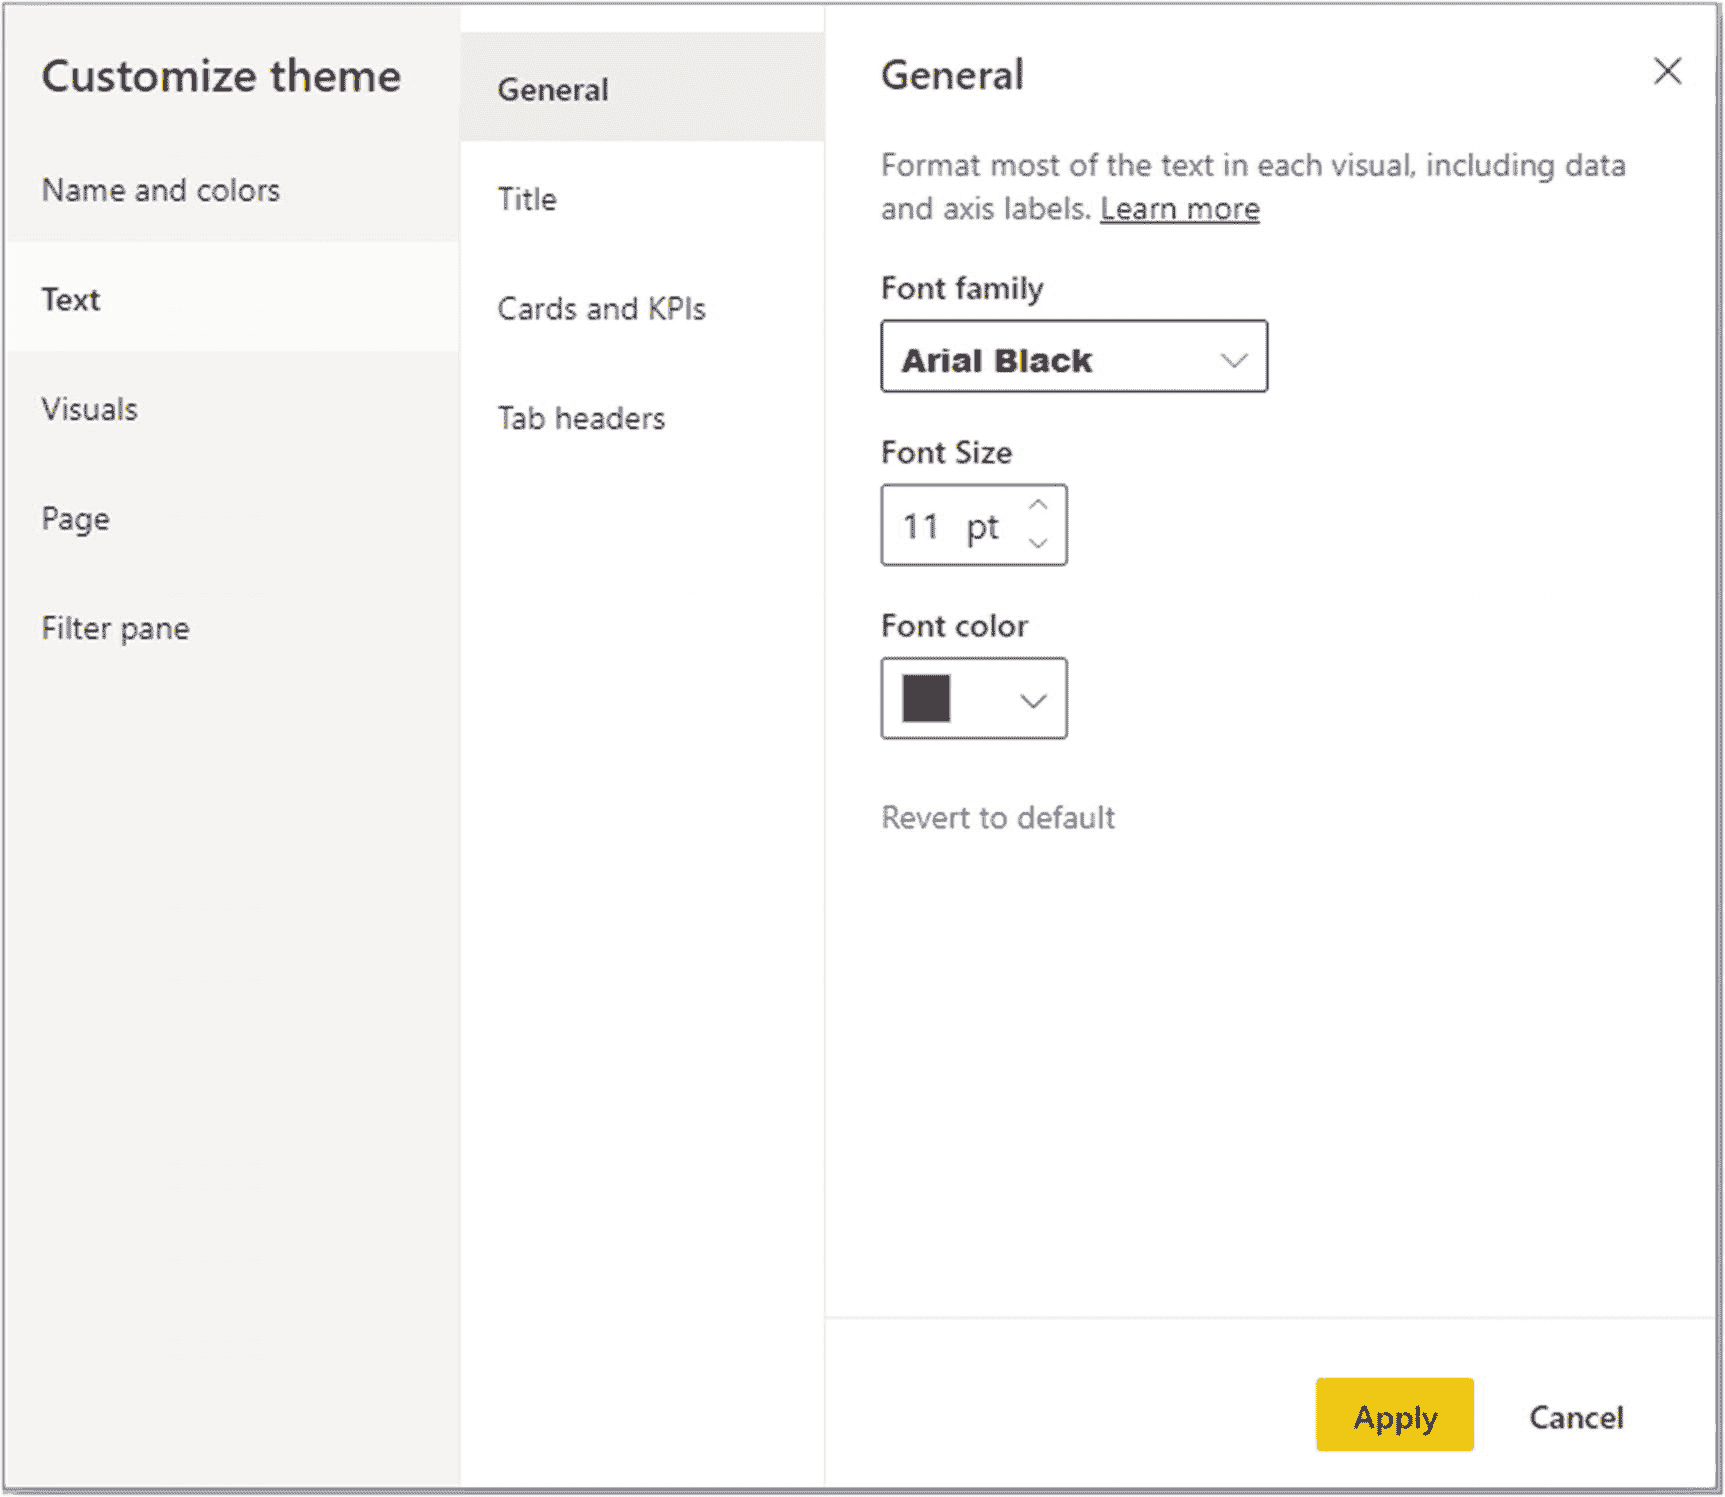 Customize theme
Name and colors
Text
Visuals
Page
Filter pane
General
Title
Cards and KPIs
Tab headers
General
Format most of the text in each visual, including data
and axis labels. Learn more
Font family
Arial Black
Font Size
11 pt
Font color
Revert to default
Apply
Cancel